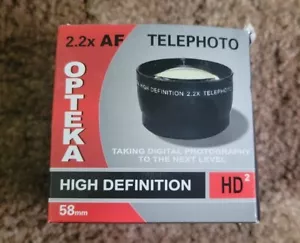 2.2x AF TELEPHOTO
OPTEKA
HIGH DEFINITION 2.2X TELEPHOTO
TAKING DIGITAL PHOTOGRAPHY
TO THE NEXT LEVEL
HIGH DEFINITION HD²
58mm